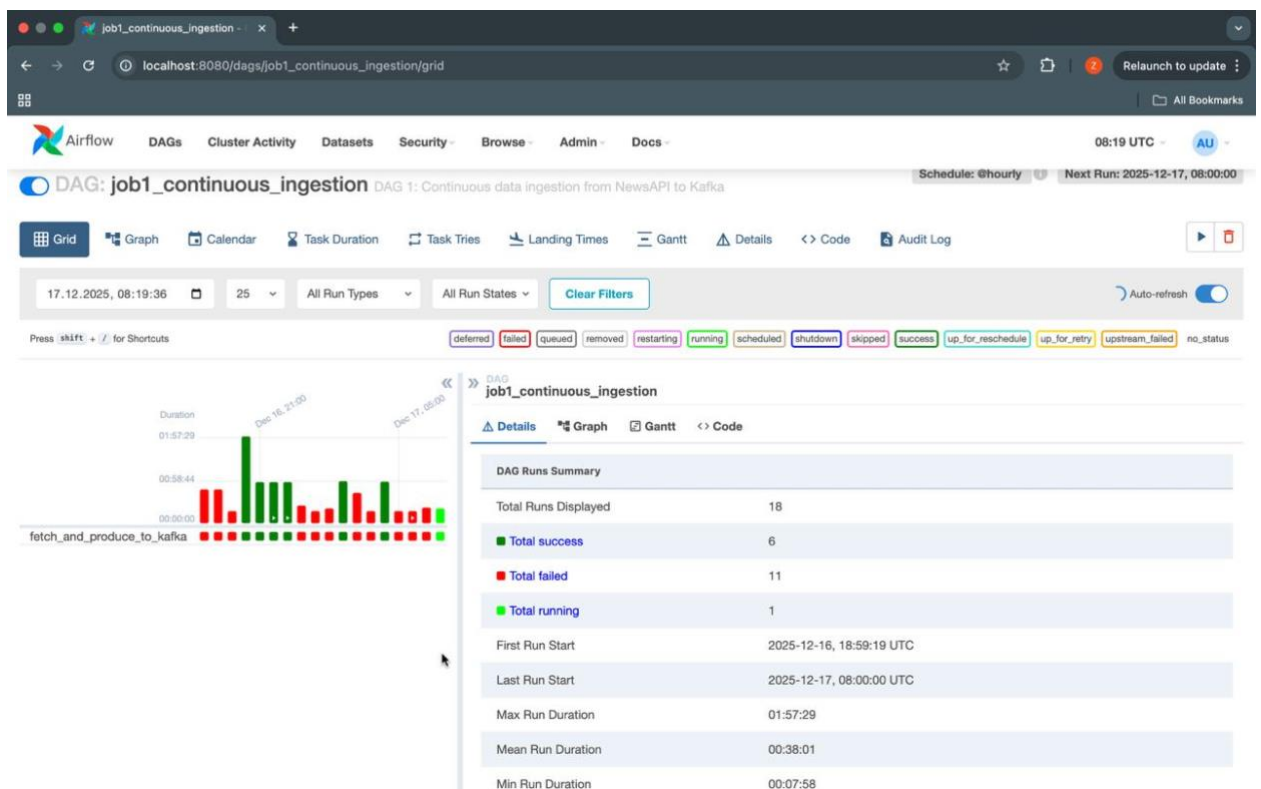 job1_continuous_ingestion -
localhost:8080/dags/job1_continuous_ingestion/grid
Z
Relaunch to update
All Bookmarks
Airflow DAGs Cluster Activity Datasets Security Browse Admin Docs 08:19 UTC AU
DAG: job1_continuous_ingestion DAG 1: Continuous data ingestion from NewsAPI to Kafka Schedule: @hourly Next Run: 2025-12-17, 08:00:00
Grid Graph Calendar Task Duration Task Tries Landing Times Gantt Details <> Code Audit Log
17.12.2025, 08:19:36 25 All Run Types All Run States Clear Filters Auto-refresh
Press shift + / for Shortcuts deferred failed queued removed restarting running scheduled shutdown skipped success up_for_reschedule up_for_retry upstream_failed no_status
Duration
Dec 16, 21:00
Dec 17, 05:00
01:57:29
00:58:44
00:00:00
fetch_and_produce_to_kafka
DAG
job1_continuous_ingestion
Details Graph Gantt <> Code
DAG Runs Summary
Total Runs Displayed 18
Total success 6
Total failed 11
Total running 1
First Run Start 2025-12-16, 18:59:19 UTC
Last Run Start 2025-12-17, 08:00:00 UTC
Max Run Duration 01:57:29
Mean Run Duration 00:38:01
Min Run Duration 00:07:58